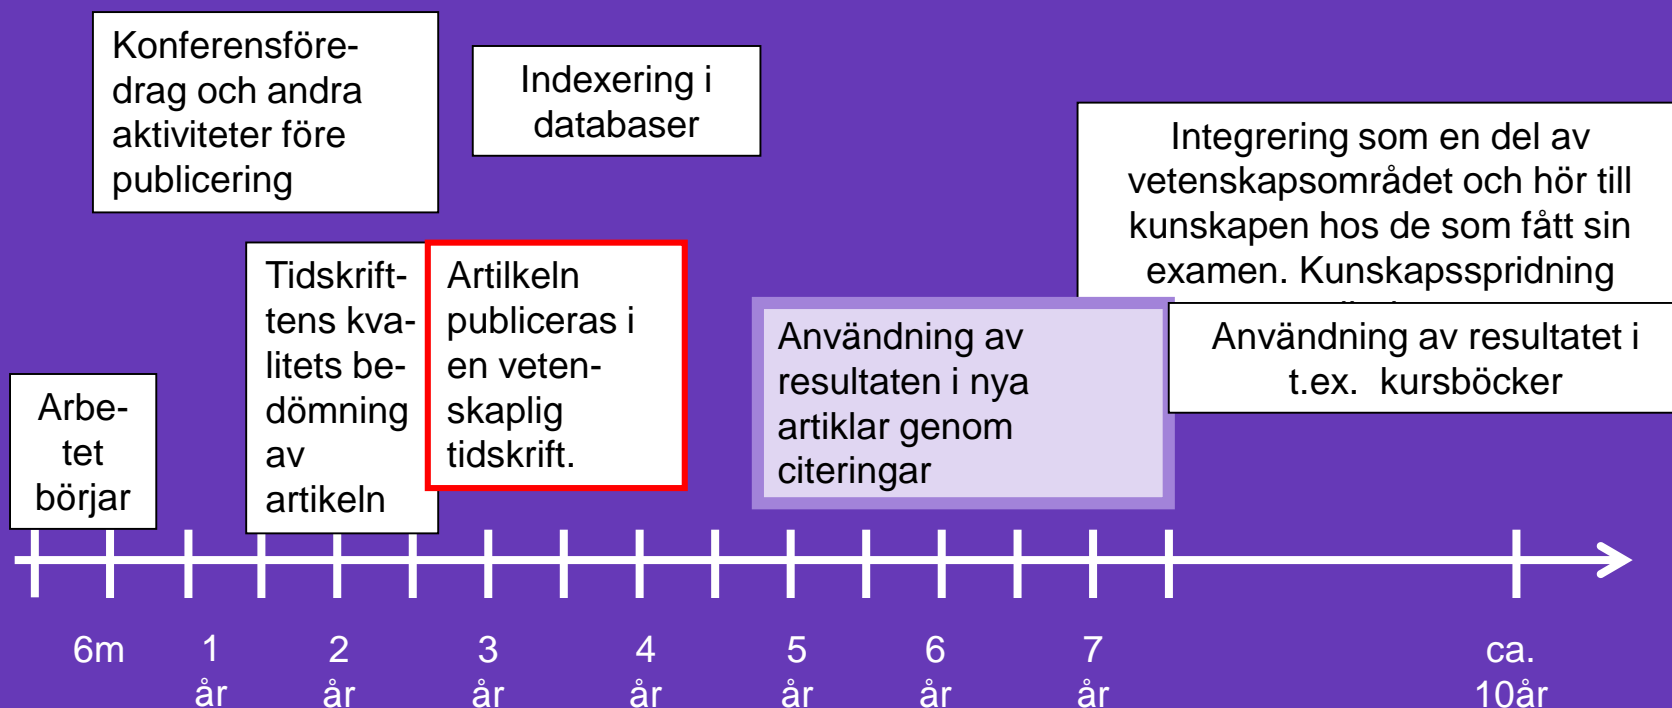 Konferensföre-
drag och andra
aktiviteter före
publicering
Indexering i
databaser
Integrering som en del av
vetenskapsområdet och hör till
kunskapen hos de som fått sin
examen. Kunskapsspridning
Tidskrift-
tens kva-
litets be-
dömning
av
artikeln
Artilkeln
publiceras i
en veten-
skaplig
tidskrift.
Användning av
resultaten i nya
artiklar genom
citeringar
Användning av resultatet i
t.ex. kursböcker
Arbe-
tet
börjar
6m
1
år
2
år
3
år
4
år
5
år
6
år
7
år
ca.
10år